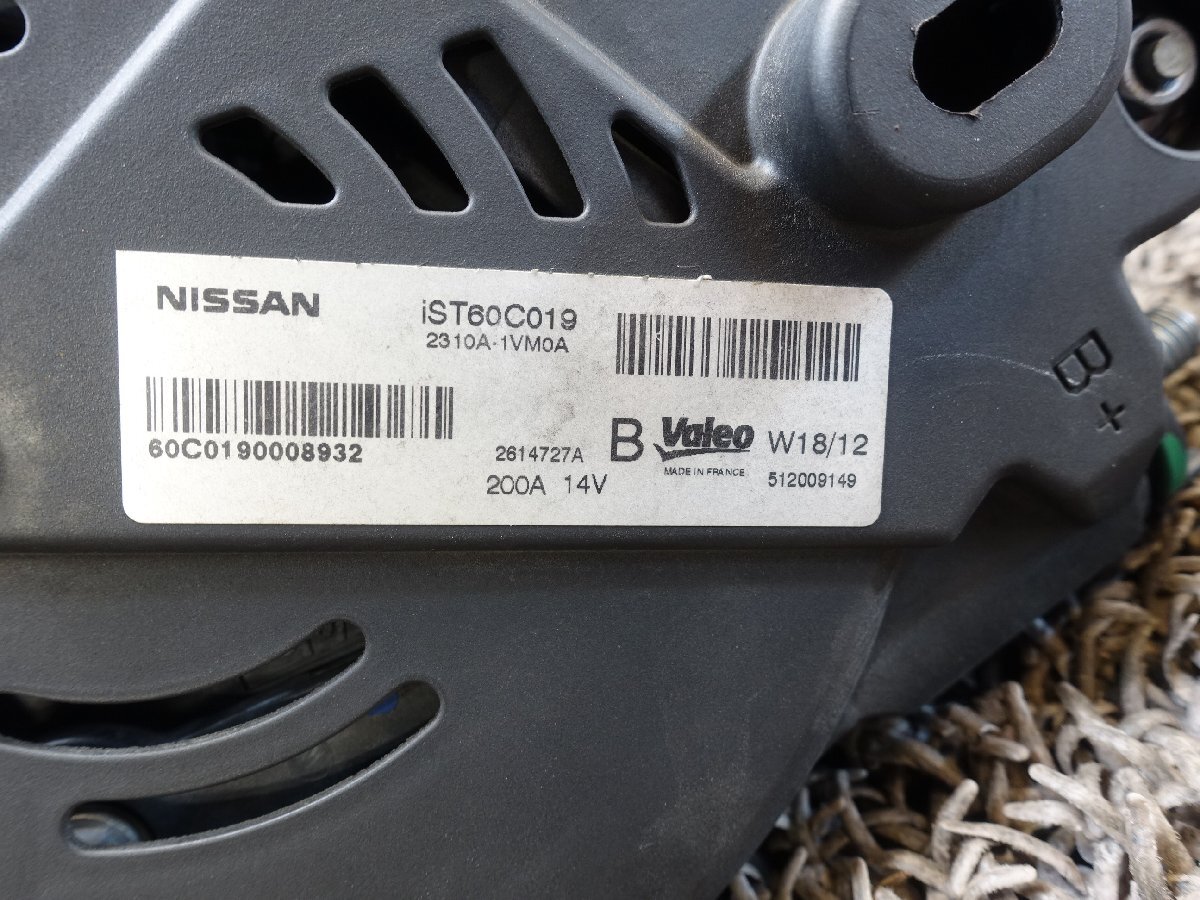 NISSAN
iST60C019
2310A-1VM0A
60C0190008932
2614727A
200A 14V
B Valeo W18/12
MADE IN FRANCE
512009149
B+